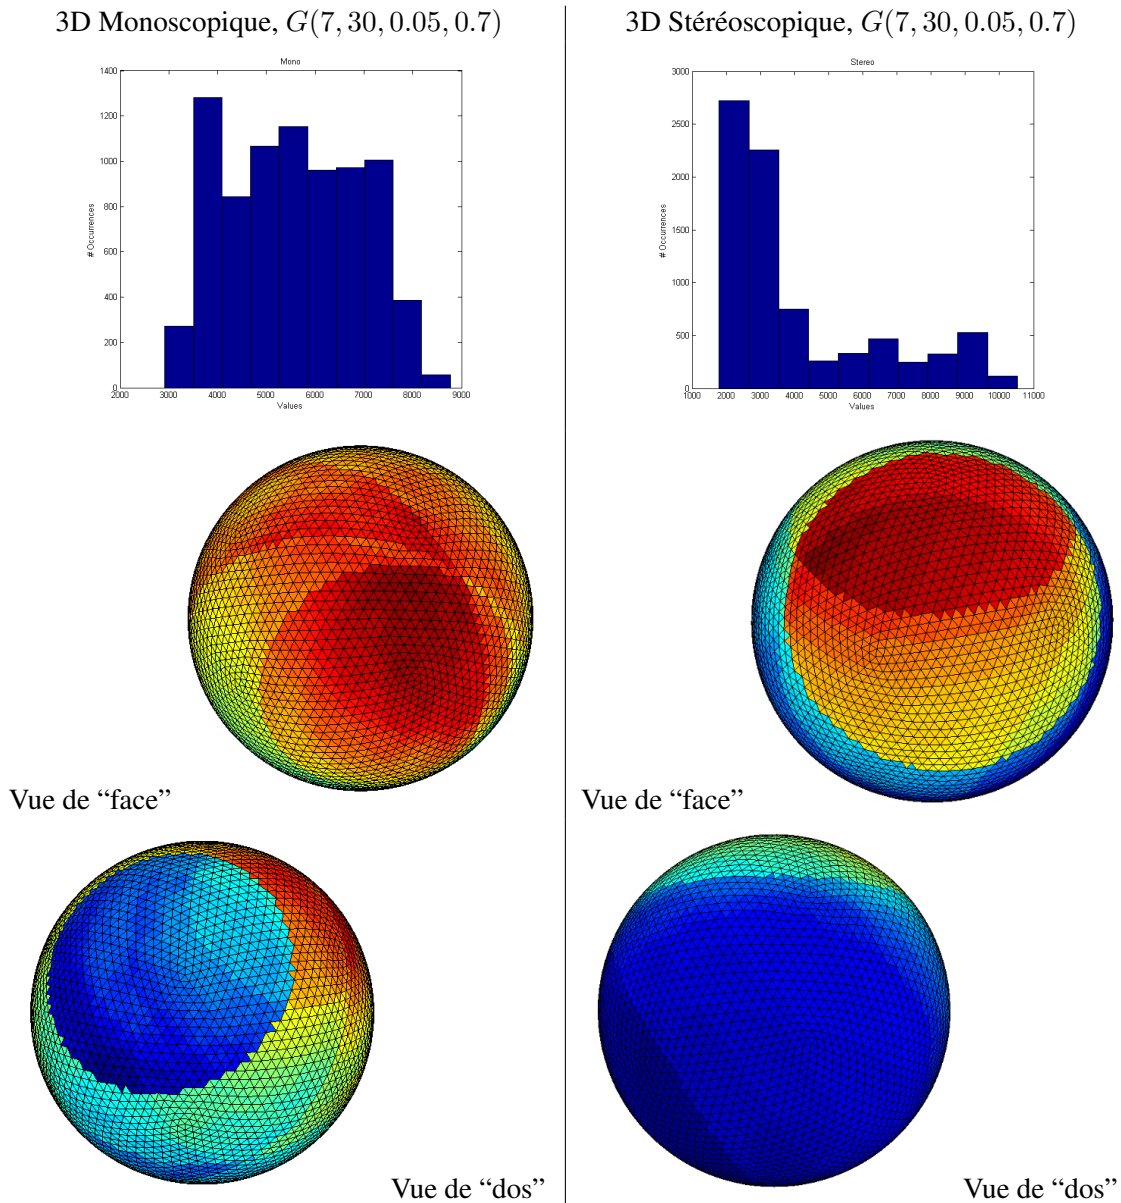 3D Monoscopique, G(7, 30, 0.05, 0.7)
Mono
1400
1200
1000
800
600
400
200
0
# Occurrences
2000 3000 4000 5000 6000 7000 8000 9000
Values
Vue de “face”
Vue de “dos”
3D Stéréoscopique, G(7, 30, 0.05, 0.7)
Stereo
3000
2500
2000
1500
1000
500
0
# Occurrences
1000 2000 3000 4000 5000 6000 7000 8000 9000 10000 11000
Values
Vue de “face”
Vue de “dos”